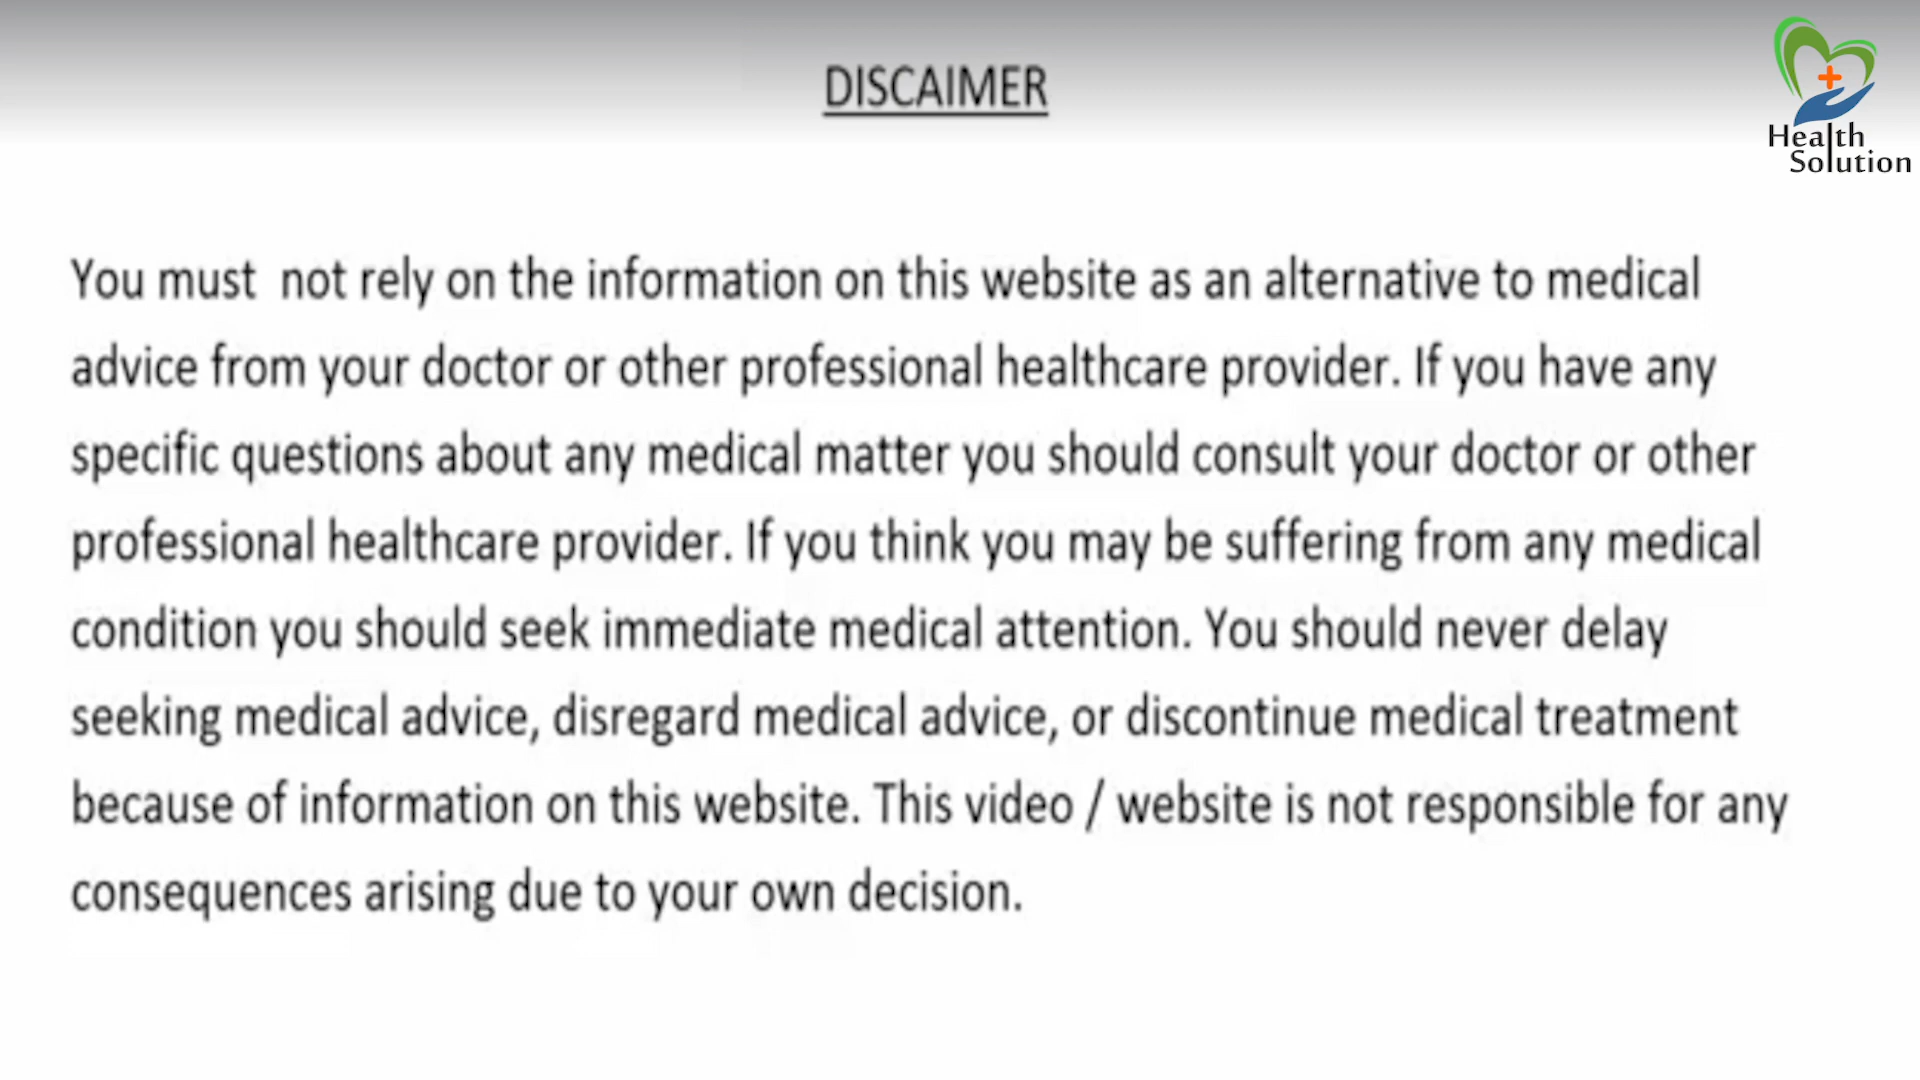 DISCAIMER
Health
Solution
You must  not rely on the information on this website as an alternative to medical
advice from your doctor or other professional healthcare provider. If you have any
specific questions about any medical matter you should consult your doctor or other
professional healthcare provider. If you think you may be suffering from any medical
condition you should seek immediate medical attention. You should never delay
seeking medical advice, disregard medical advice, or discontinue medical treatment
because of information on this website. This video / website is not responsible for any
consequences arising due to your own decision.